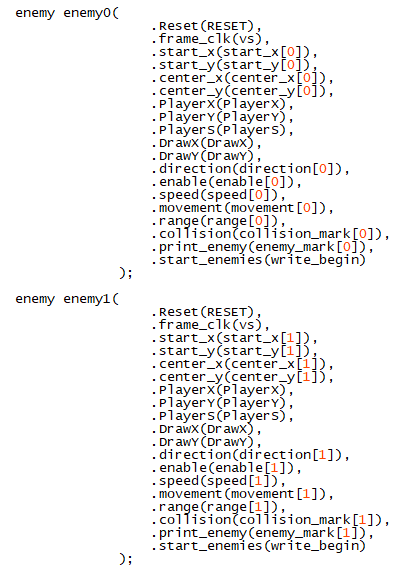 enemy enemy0(
.Reset(RESET),
.frame_clk(vs),
.start_x(start_x[0]),
.start_y(start_y[0]),
.center_x(center_x[0]),
.center_y(center_y[0]),
.PlayerX(PlayerX),
.PlayerY(PlayerY),
.PlayerS(PlayerS),
.DrawX(DrawX),
.DrawY(DrawY),
.direction(direction[0]),
.enable(enable[0]),
.speed(speed[0]),
.movement(movement[0]),
.range(range[0]),
.collision(collision_mark[0]),
.print_enemy(enemy_mark[0]),
.start_enemies(write_begin)
);
enemy enemy1(
.Reset(RESET),
.frame_clk(vs),
.start_x(start_x[1]),
.start_y(start_y[1]),
.center_x(center_x[1]),
.center_y(center_y[1]),
.PlayerX(PlayerX),
.PlayerY(PlayerY),
.PlayerS(PlayerS),
.DrawX(DrawX),
.DrawY(DrawY),
.direction(direction[1]),
.enable(enable[1]),
.speed(speed[1]),
.movement(movement[1]),
.range(range[1]),
.collision(collision_mark[1]),
.print_enemy(enemy_mark[1]),
.start_enemies(write_begin)
);